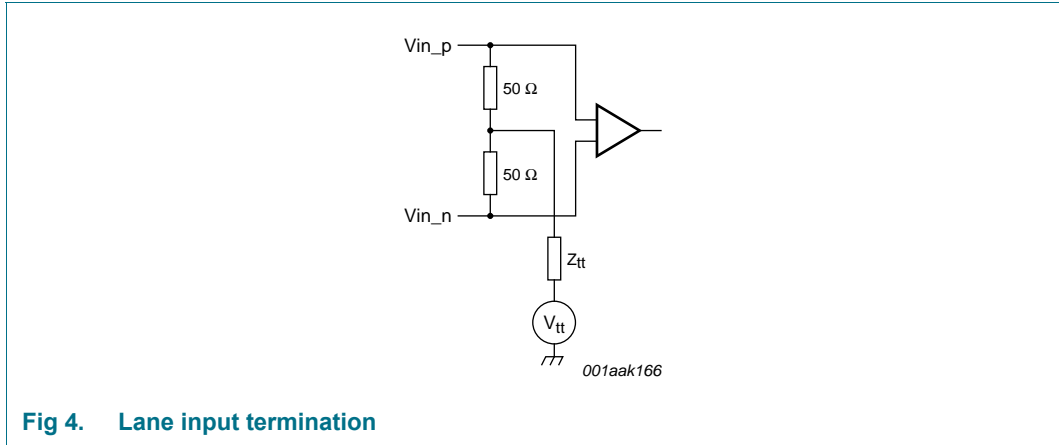 Vin_p
50 Ω
50 Ω
Vin_n
Ztt
Vtt
001aak166
Fig 4. Lane input termination